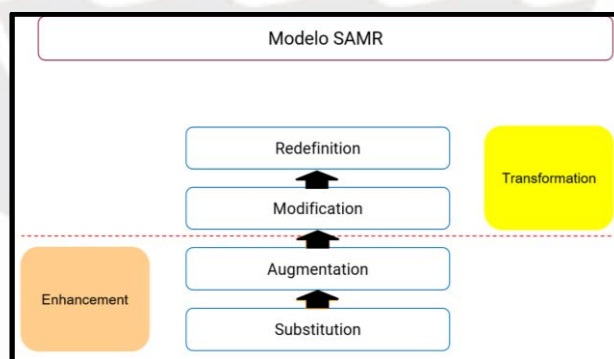 Modelo SAMR
Redefinition
Transformation
Modification
Augmentation
Enhancement
Substitution